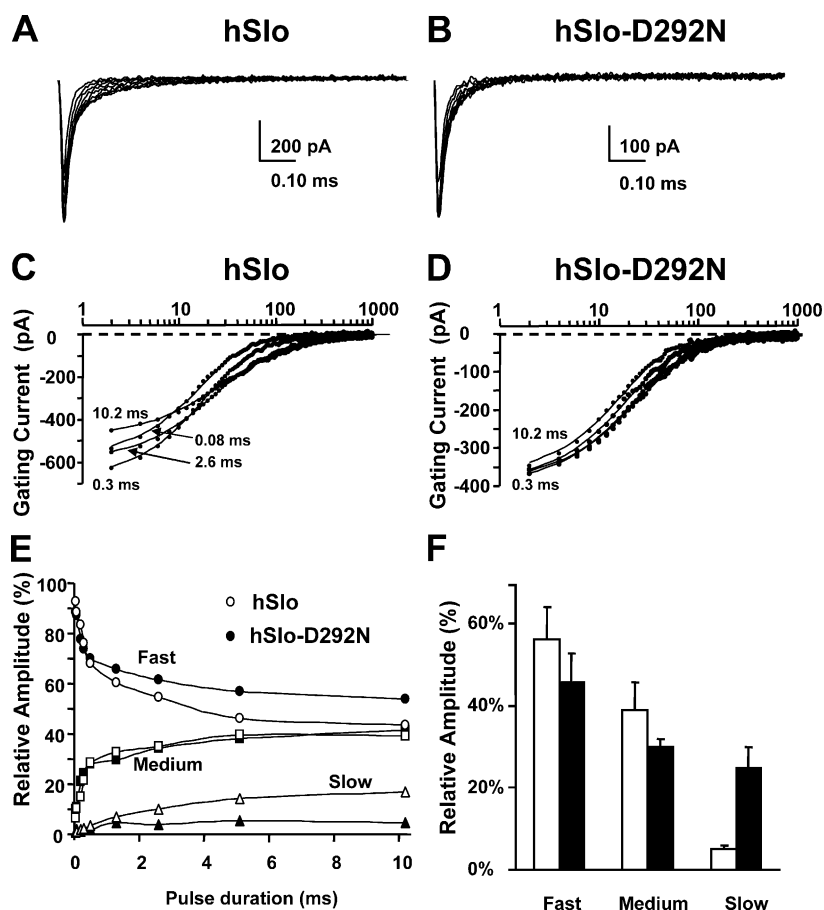 A
hSlo
B
hSlo-D292N
200 pA
0.10 ms
100 pA
0.10 ms
C
hSlo
D
hSlo-D292N
1 10 100 1000
1 10 100 1000
Gating Current (pA)
0
-200
-400
-600
10.2 ms
0.08 ms
2.6 ms
0.3 ms
Gating Current (pA)
0
-100
-200
-300
-400
10.2 ms
0.3 ms
E
Relative Amplitude (%)
100
80
60
40
20
0
hSlo
hSlo-D292N
Fast
Medium
Slow
0 2 4 6 8 10
Pulse duration (ms)
F
Relative Amplitude (%)
60%
40%
20%
0%
Fast Medium Slow